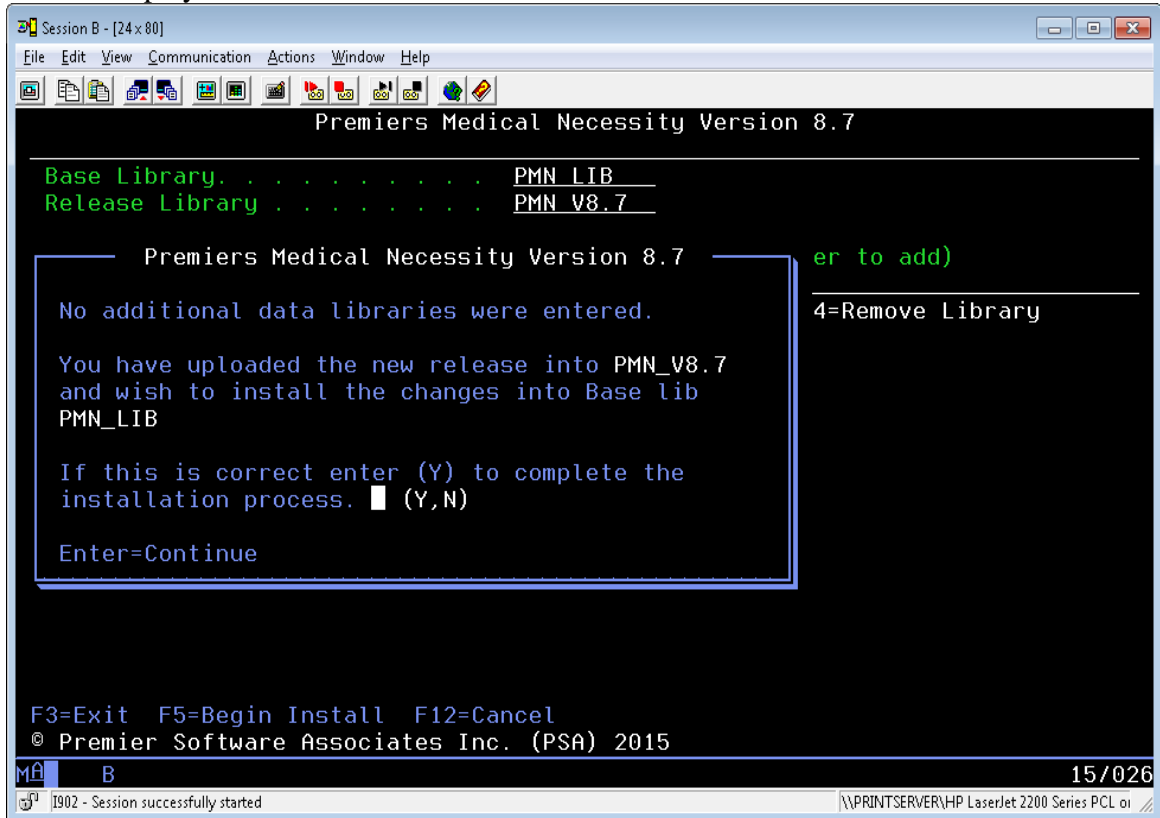 Session B - [24 x 80]
File Edit View Communication Actions Window Help
Premiers Medical Necessity Version 8.7
Base Library. . . . . . . . . . PMN_LIB
Release Library . . . . . . . . PMN_V8.7
Premiers Medical Necessity Version 8.7
er to add)
No additional data libraries were entered.
4=Remove Library
You have uploaded the new release into PMN_V8.7
and wish to install the changes into Base lib
PMN_LIB
If this is correct enter (Y) to complete the
installation process. (Y,N)
Enter=Continue
F3=Exit F5=Begin Install F12=Cancel
© Premier Software Associates Inc. (PSA) 2015
MA B 15/026
I902 - Session successfully started \\PRINTSERVER\HP LaserJet 2200 Series PCL